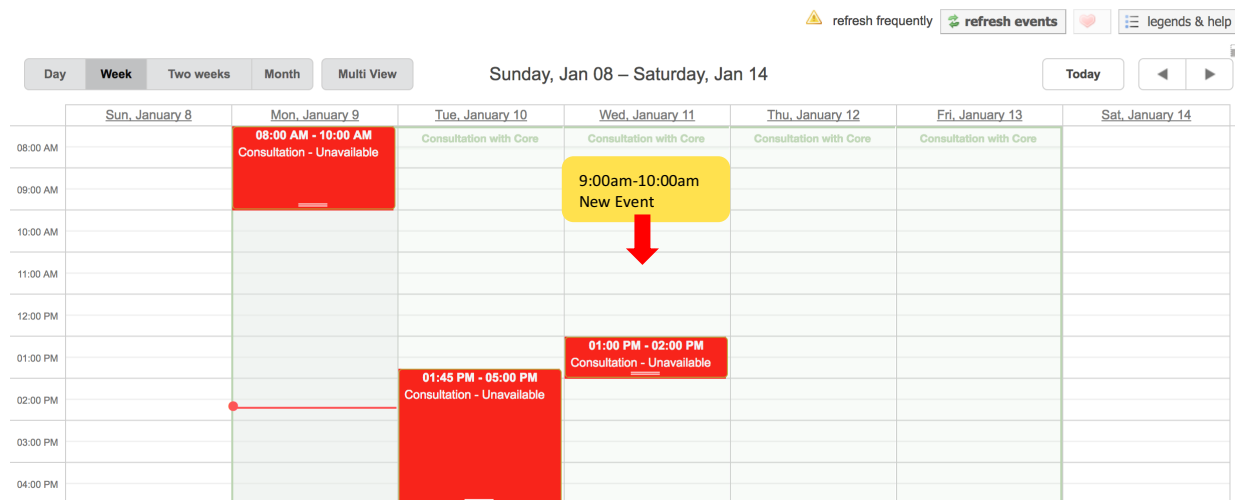 refresh frequently refresh events legends & help
Day Week Two weeks Month Multi View Sunday, Jan 08 – Saturday, Jan 14 Today
Sun, January 8 Mon, January 9 Tue, January 10 Wed, January 11 Thu, January 12 Fri, January 13 Sat, January 14
08:00 AM - 10:00 AM Consultation with Core Consultation with Core Consultation with Core Consultation with Core
08:00 AM Consultation - Unavailable
9:00am-10:00am
09:00 AM
New Event
10:00 AM
11:00 AM
12:00 PM
01:00 PM - 02:00 PM
01:00 PM Consultation - Unavailable
01:45 PM - 05:00 PM
Consultation - Unavailable
02:00 PM
03:00 PM
04:00 PM